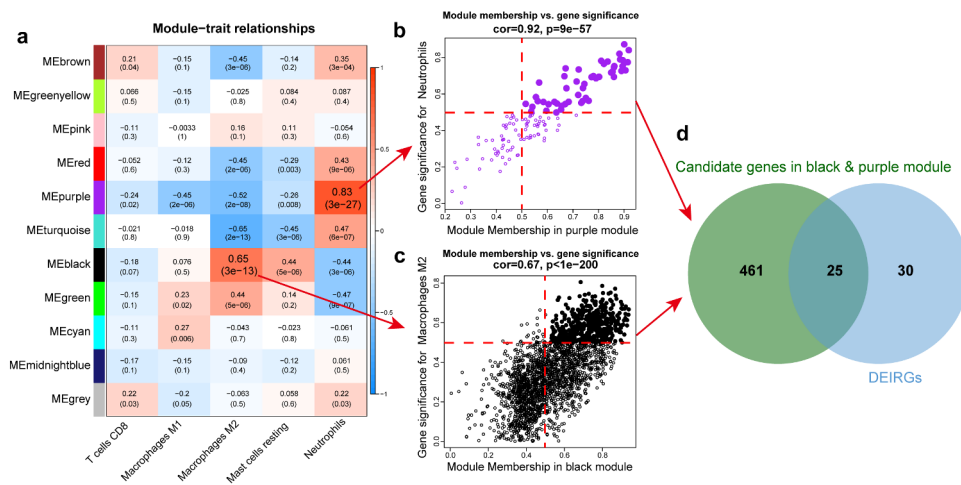 a
Module−trait relationships
MEbrown
0.21
(0.04)
−0.15
(0.1)
−0.45
(3e−06)
−0.14
(0.2)
0.35
(3e−04)
MEgreenyellow
0.066
(0.5)
−0.15
(0.1)
−0.025
(0.8)
0.084
(0.4)
0.087
(0.4)
MEpink
−0.11
(0.3)
−0.0033
(1)
0.16
(0.1)
0.11
(0.3)
−0.054
(0.6)
MEred
−0.052
(0.6)
−0.12
(0.3)
−0.45
(2e−06)
−0.29
(0.003)
0.43
(9e−06)
MEpurple
−0.24
(0.02)
−0.45
(2e−06)
−0.52
(2e−08)
−0.26
(0.008)
0.83
(3e−27)
MEturquoise
−0.021
(0.8)
−0.018
(0.9)
−0.65
(2e−13)
−0.45
(3e−06)
0.47
(6e−07)
MEblack
−0.18
(0.07)
0.076
(0.5)
0.65
(3e−13)
0.44
(5e−06)
−0.44
(3e−06)
MEgreen
−0.15
(0.1)
0.23
(0.02)
0.44
(5e−06)
0.14
(0.2)
−0.47
(9e−07)
MEcyan
−0.11
(0.3)
0.27
(0.006)
−0.043
(0.7)
−0.023
(0.8)
−0.061
(0.5)
MEmidnightblue
−0.17
(0.1)
−0.15
(0.1)
−0.09
(0.4)
−0.12
(0.2)
0.061
(0.5)
MEgrey
0.22
(0.03)
−0.2
(0.05)
−0.063
(0.5)
0.058
(0.6)
0.22
(0.03)
T cells CD8
Macrophages M1
Macrophages M2
Mast cells resting
Neutrophils
1
0.5
0
−0.5
−1
b
Module membership vs. gene significance
cor=0.92, p=9e−57
Gene significance for Neutrophils
0.8
0.6
0.4
0.2
0.0
0.2
0.3
0.4
0.5
0.6
0.7
0.8
0.9
Module Membership in purple module
c
Module membership vs. gene significance
cor=0.67, p<1e−200
Gene significance for Macrophages M2
0.8
0.6
0.4
0.2
0.0
0.0
0.2
0.4
0.6
0.8
Module Membership in black module
d
Candidate genes in black & purple module
461
25
30
DEIRGs